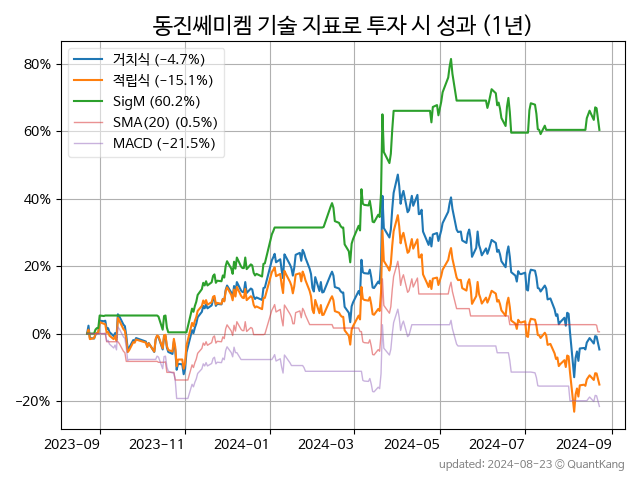 동진쎄미켐 기술 지표로 투자 시 성과 (1년)
거치식 (−4.7%)
적립식 (−15.1%)
SigM (60.2%)
SMA(20) (0.5%)
MACD (−21.5%)
80%
60%
40%
20%
0%
−20%
2023-09 2023-11 2024-01 2024-03 2024-05 2024-07 2024-09
updated: 2024-08-23 ⓒ QuantKang